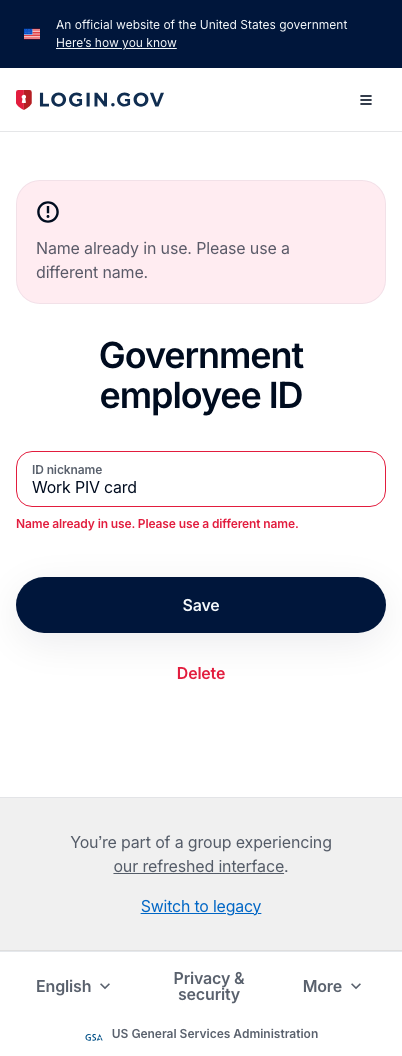 An official website of the United States government
Here’s how you know
LOGIN.GOV
Name already in use. Please use a
different name.
Government
employee ID
ID nickname
Work PIV card
Name already in use. Please use a different name.
Save
Delete
You’re part of a group experiencing
our refreshed interface.
Switch to legacy
English
Privacy &
security
More
GSA
US General Services Administration